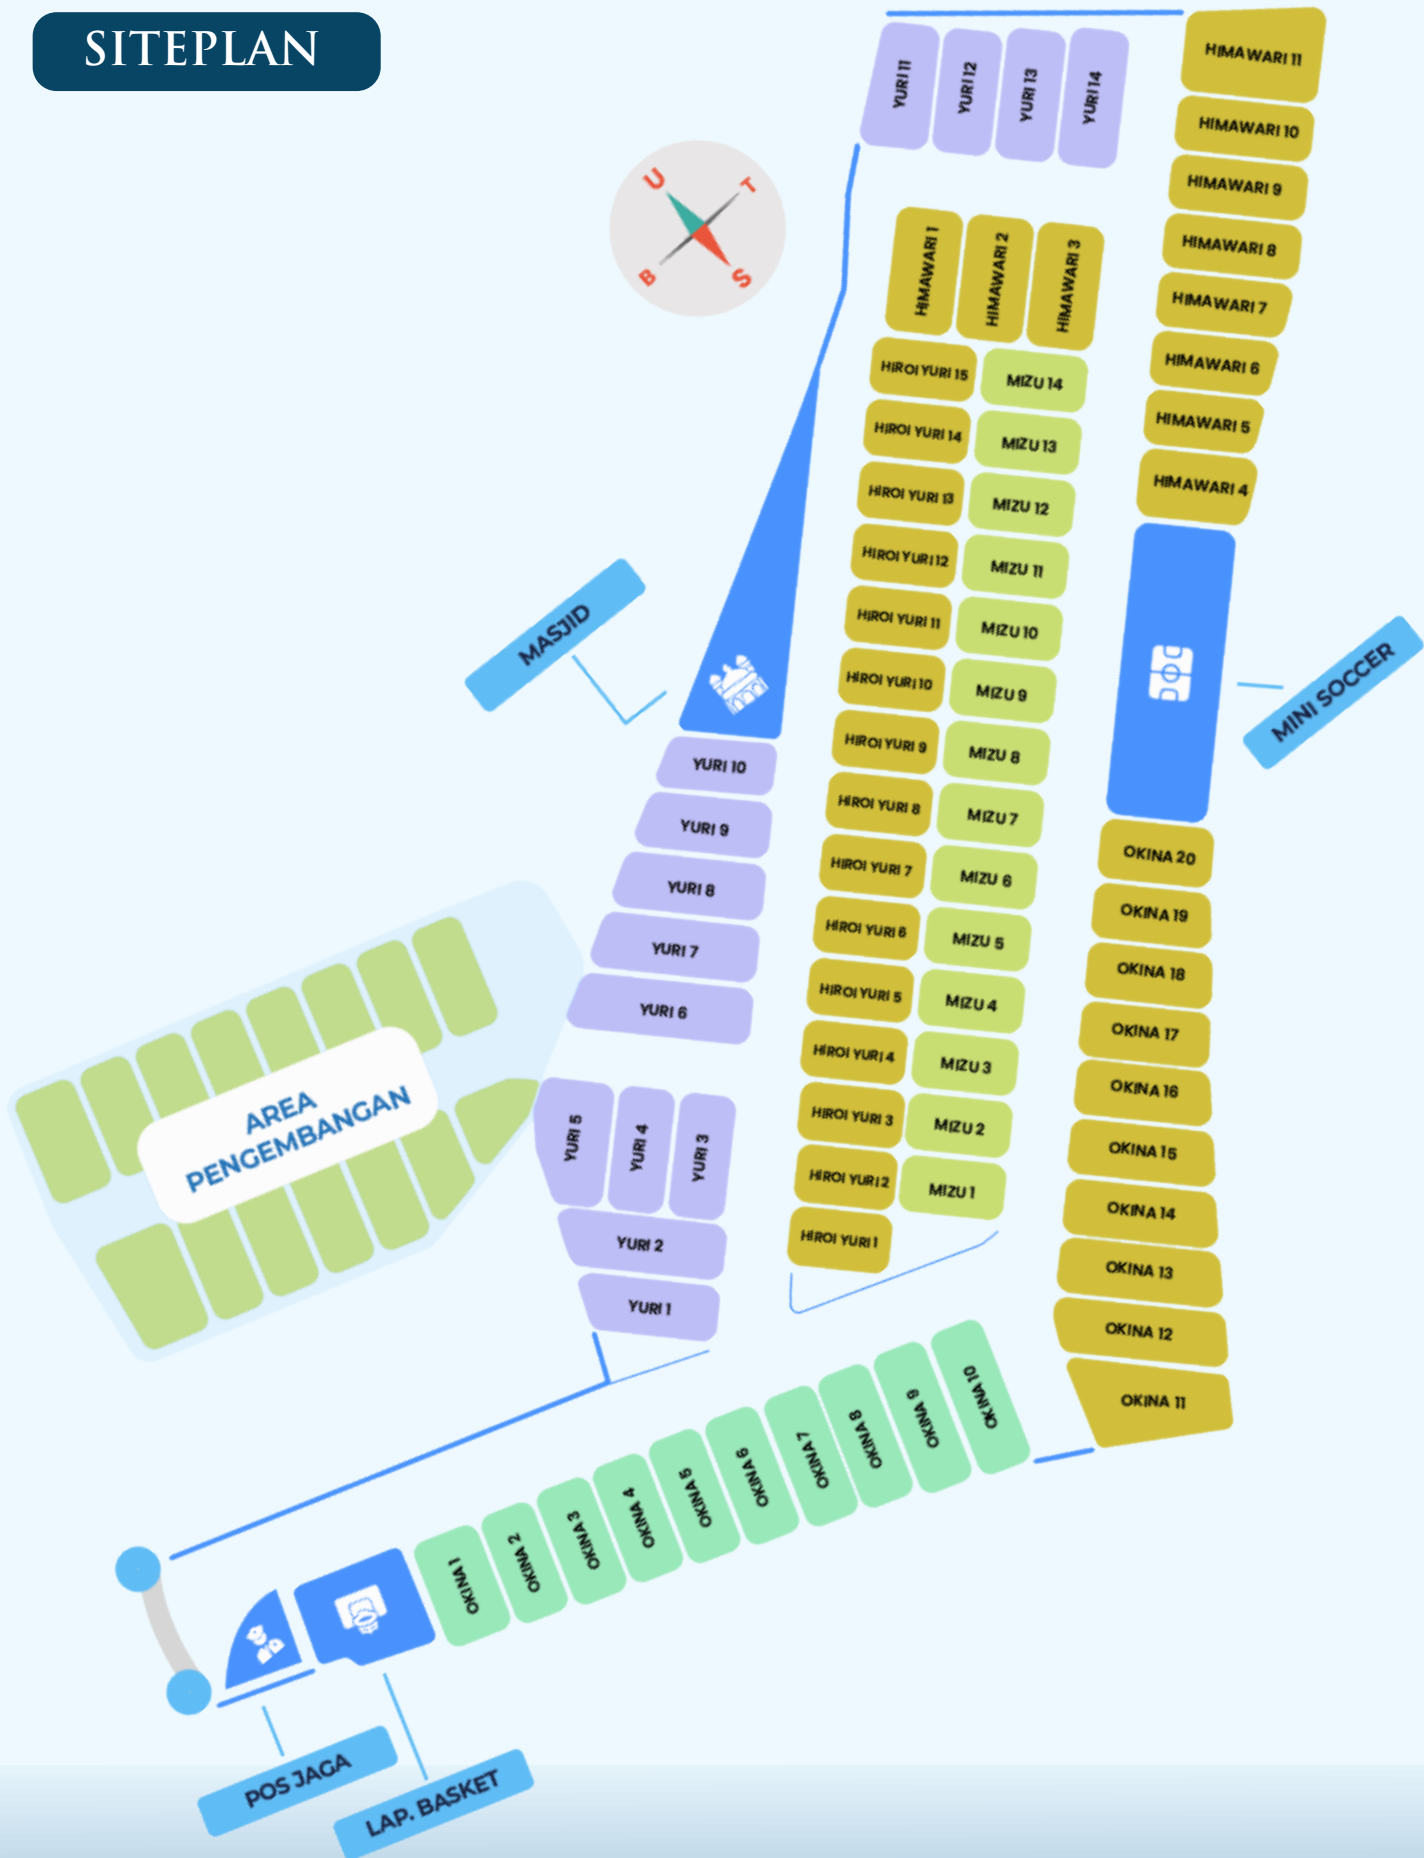 SITEPLAN
YURI 11
YURI 12
YURI 13
YURI 14
HIMAWARI 11
HIMAWARI 10
HIMAWARI 9
HIMAWARI 8
HIMAWARI 7
HIMAWARI 6
HIMAWARI 5
HIMAWARI 4
U
T
B
S
HIMAWARI 1
HIMAWARI 2
HIMAWARI 3
HIROI YURI 15
MIZU 14
HIROI YURI 14
MIZU 13
HIROI YURI 13
MIZU 12
HIROI YURI 12
MIZU 11
HIROI YURI 11
MIZU 10
HIROI YURI 10
MIZU 9
HIROI YURI 9
MIZU 8
HIROI YURI 8
MIZU 7
HIROI YURI 7
MIZU 6
HIROI YURI 6
MIZU 5
HIROI YURI 5
MIZU 4
HIROI YURI 4
MIZU 3
HIROI YURI 3
MIZU 2
HIROI YURI 2
MIZU 1
HIROI YURI 1
MASJID
MINI SOCCER
YURI 10
YURI 9
YURI 8
YURI 7
YURI 6
YURI 5
YURI 4
YURI 3
YURI 2
YURI 1
AREA
PENGEMBANGAN
OKINA 20
OKINA 19
OKINA 18
OKINA 17
OKINA 16
OKINA 15
OKINA 14
OKINA 13
OKINA 12
OKINA 11
OKINA 1
OKINA 2
OKINA 3
OKINA 4
OKINA 5
OKINA 6
OKINA 7
OKINA 8
OKINA 9
OKINA 10
POS JAGA
LAP. BASKET